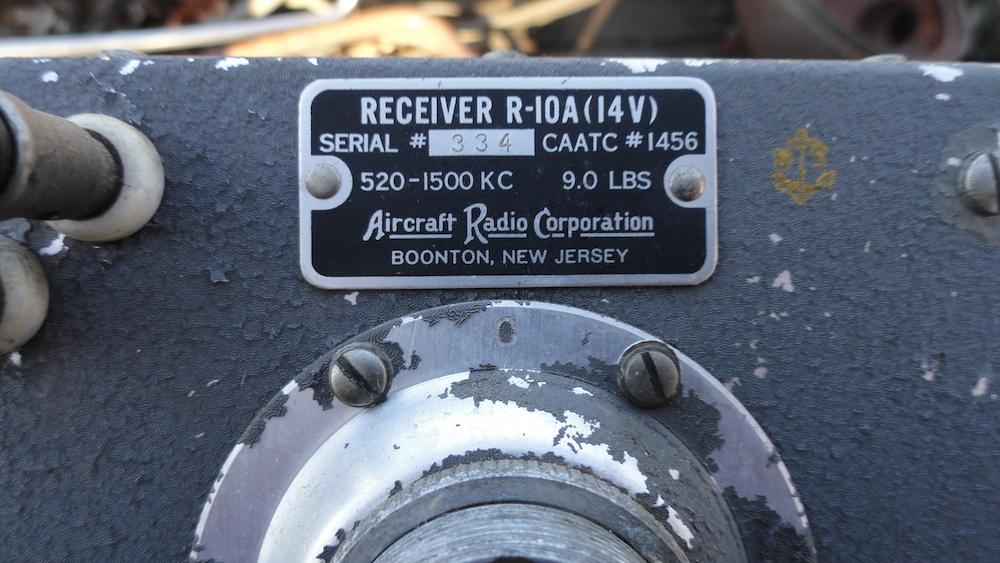 RECEIVER R-10A (14V)
SERIAL # 334 CAATC #1456
520-1500 KC 9.0 LBS
Aircraft Radio Corporation
BOONTON, NEW JERSEY
0